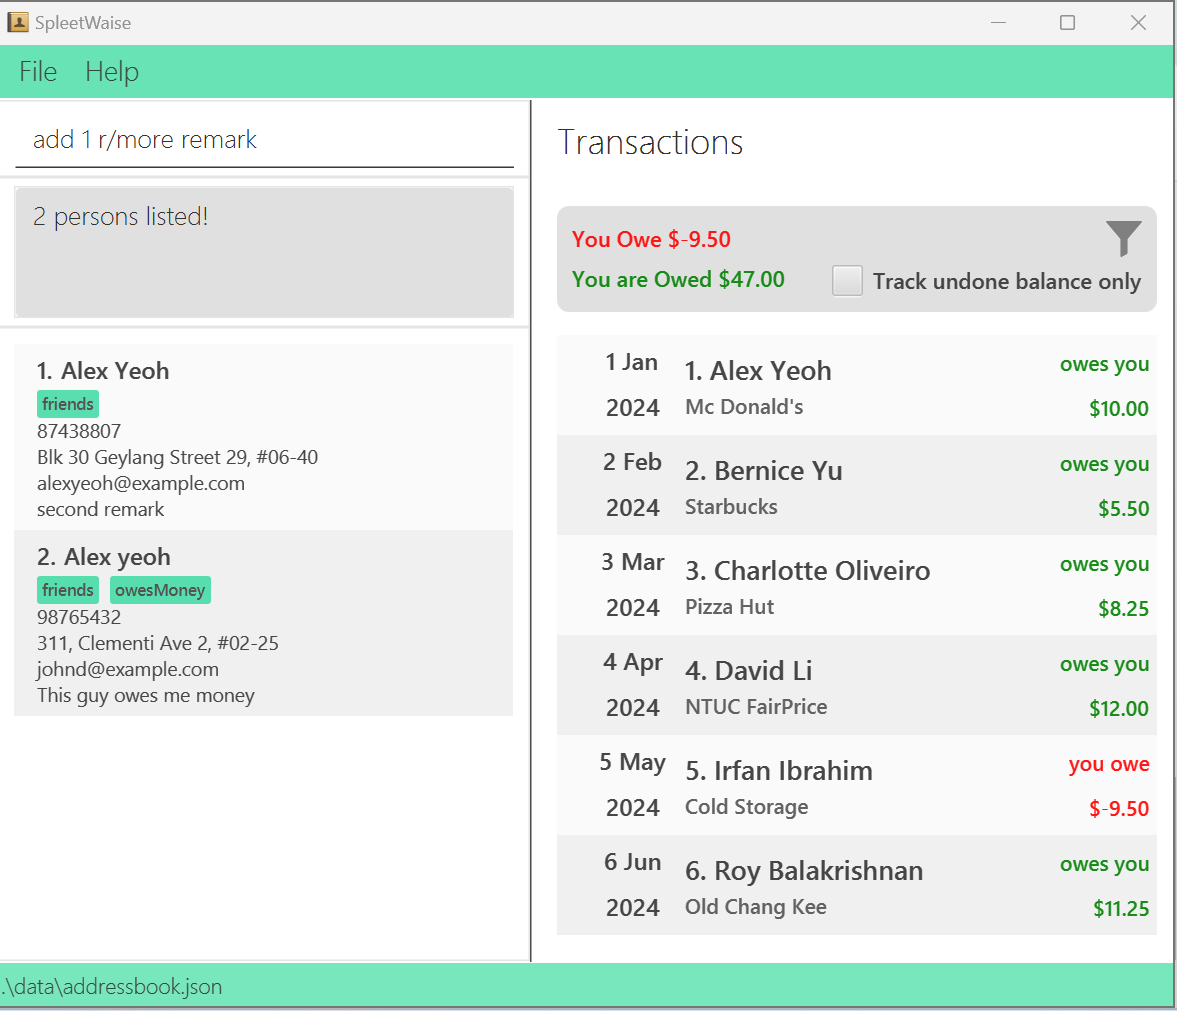 SpleetWaise
File Help
add 1 r/more remark
2 persons listed!
1. Alex Yeoh
friends
87438807
Blk 30 Geylang Street 29, #06-40
alexyeoh@example.com
second remark
2. Alex yeoh
friends owesMoney
98765432
311, Clementi Ave 2, #02-25
johnd@example.com
This guy owes me money
Transactions
You Owe $-9.50
You are Owed $47.00
Track undone balance only
1 Jan 2024
1. Alex Yeoh
Mc Donald's
owes you
$10.00
2 Feb 2024
2. Bernice Yu
Starbucks
owes you
$5.50
3 Mar 2024
3. Charlotte Oliveiro
Pizza Hut
owes you
$8.25
4 Apr 2024
4. David Li
NTUC FairPrice
owes you
$12.00
5 May 2024
5. Irfan Ibrahim
Cold Storage
you owe
$-9.50
6 Jun 2024
6. Roy Balakrishnan
Old Chang Kee
owes you
$11.25
.\data\addressbook.json